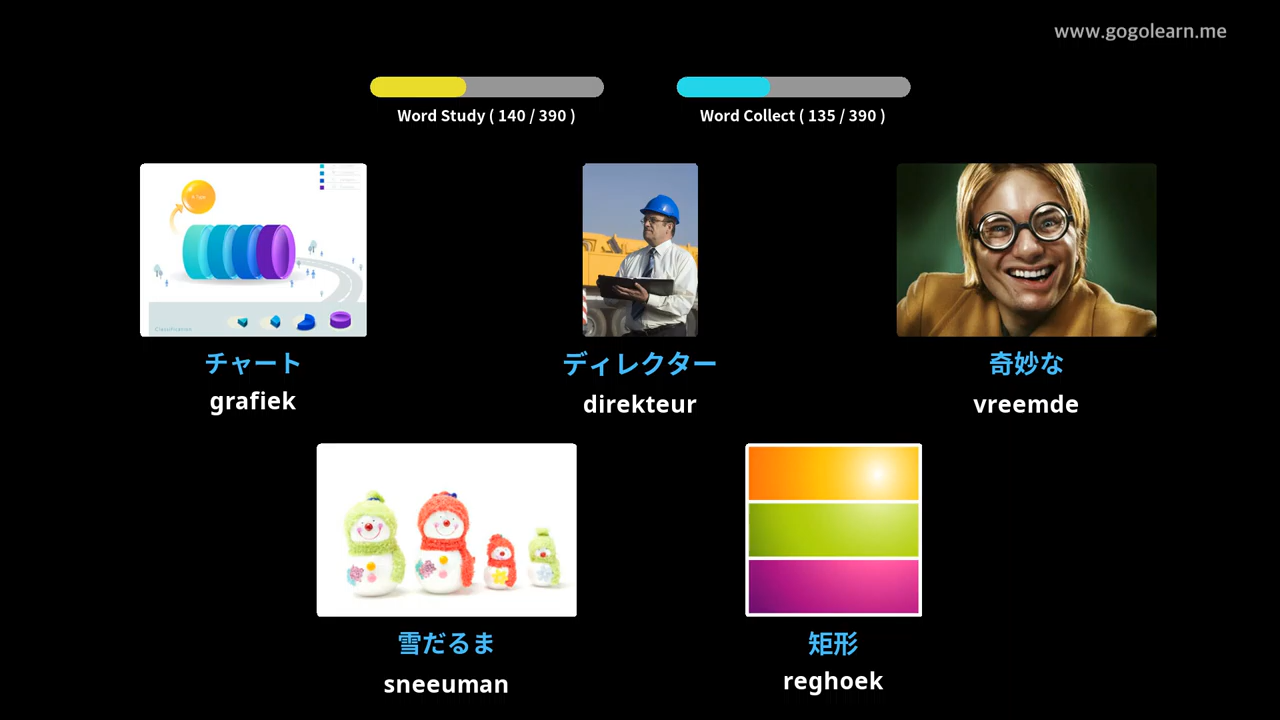 www.gogolearn.me
Word Study ( 140 / 390 )
Word Collect ( 135 / 390 )
チャート
grafiek
ディレクター
direkteur
奇妙な
vreemde
雪だるま
sneeuman
矩形
reghoek